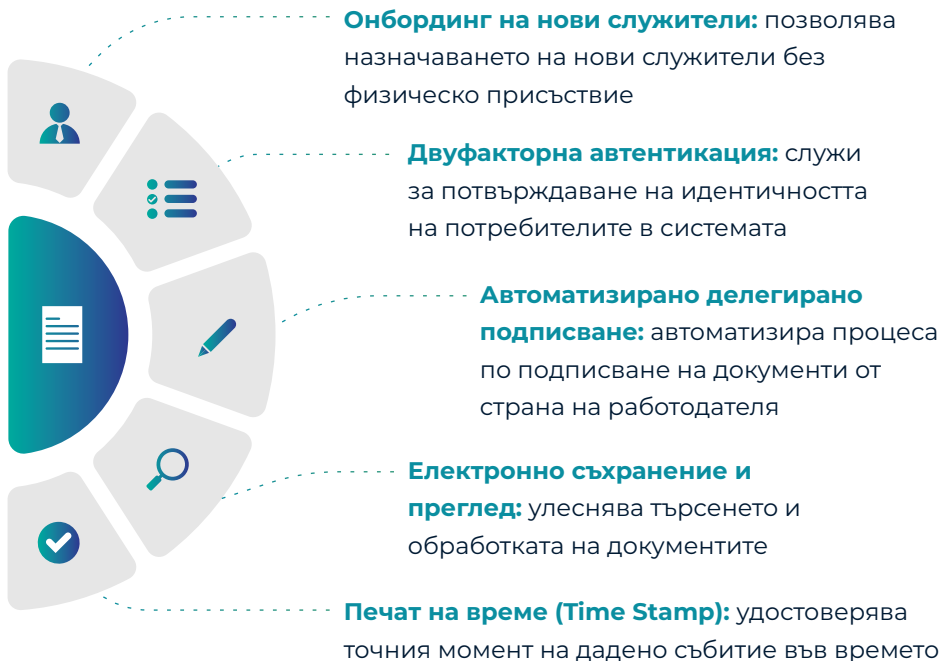 Онбординг на нови служители: позволява
назначаването на нови служители без
физическо присъствие
Двуфакторна автентикация: служи
за потвърждаване на идентичността
на потребителите в системата
Автоматизирано делегирано
подписване: автоматизира процеса
по подписване на документи от
страна на работодателя
Електронно съхранение и
преглед: улеснява търсенето и
обработката на документите
Печат на време (Time Stamp): удостоверява
точния момент на дадено събитие във времето